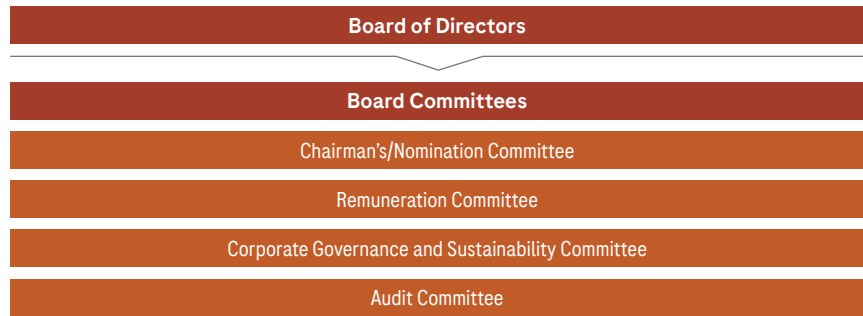 Board of Directors
Board Committees
Chairman’s/Nomination Committee
Remuneration Committee
Corporate Governance and Sustainability Committee
Audit Committee